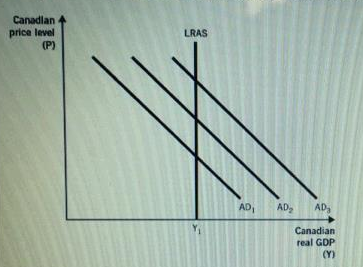 Canadian
price level
(P)
LRAS
AD₁
AD₂
AD₃
Y₁
Canadian
real GDP
(Y)